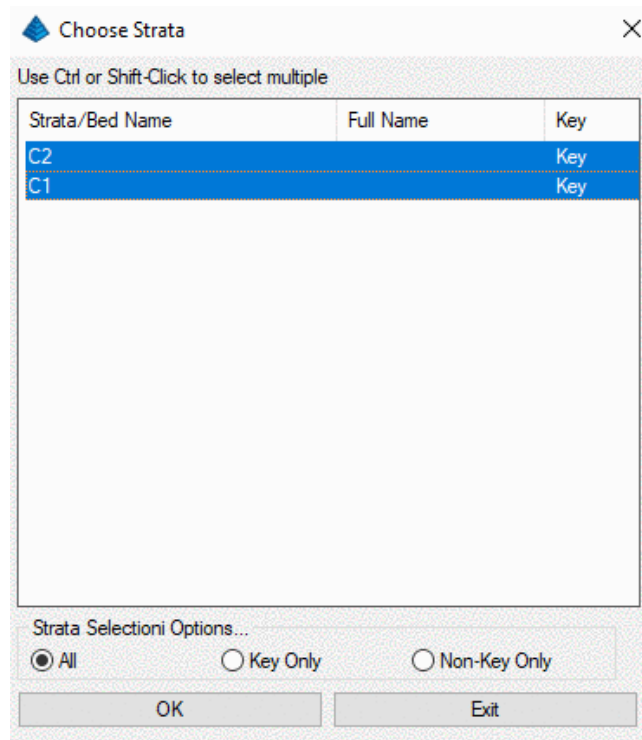 Choose Strata
Use Ctrl or Shift-Click to select multiple
Strata/Bed Name Full Name Key
C2 Key
C1 Key
Strata Selectioni Options...
All Key Only Non-Key Only
OK Exit